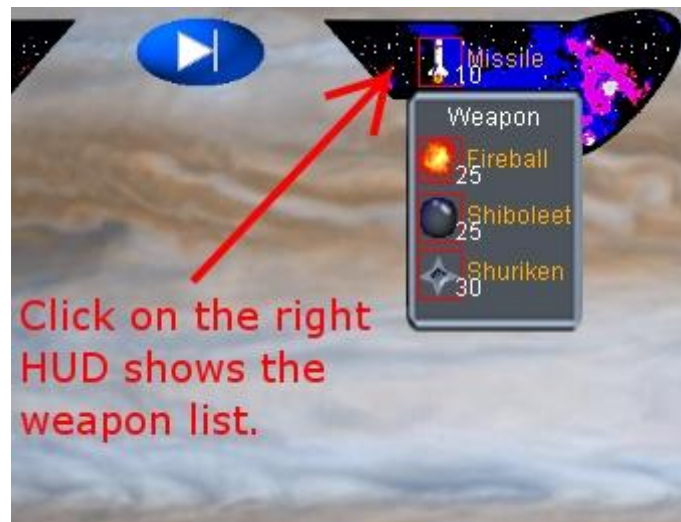 Missile
10
Weapon
Fireball
25
Shiboleet
25
Shuriken
30
Click on the right
HUD shows the
weapon list.